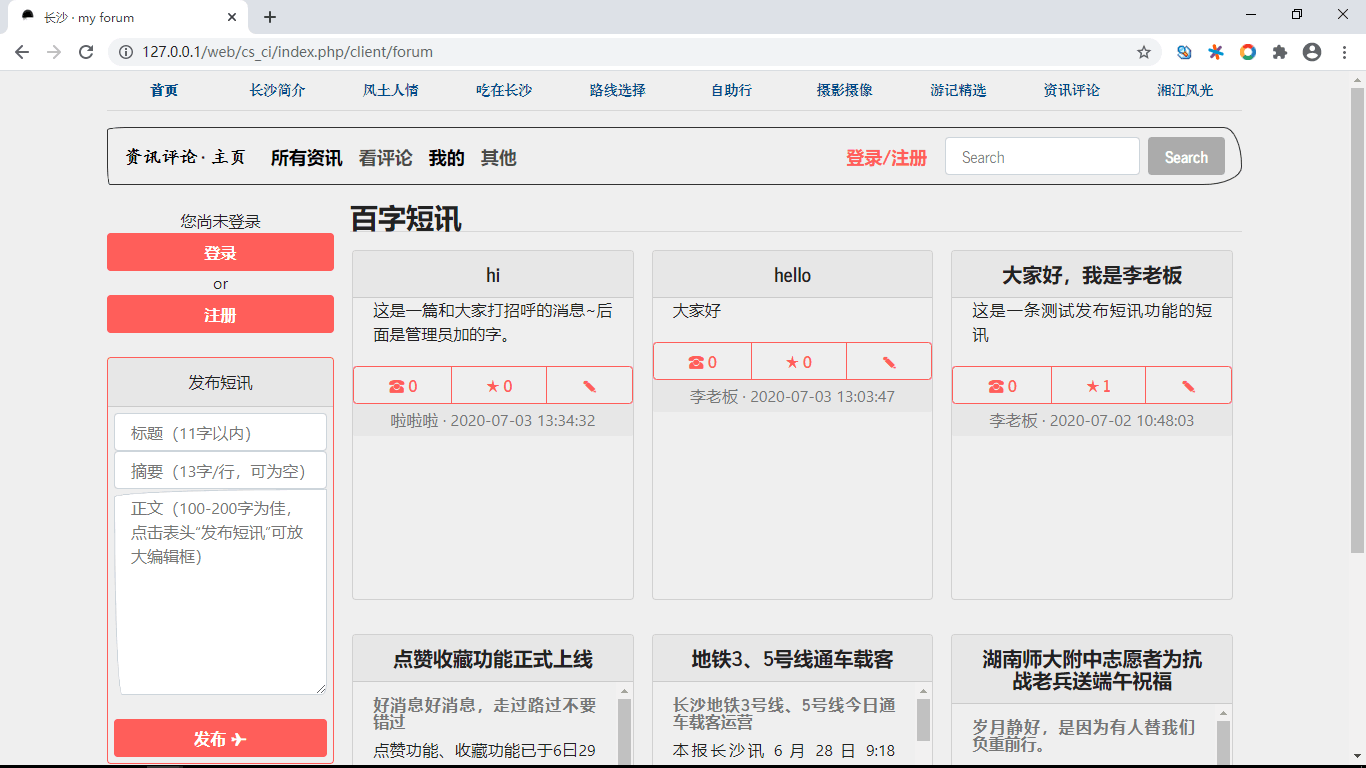 长沙 · my forum
127.0.0.1/web/cs_ci/index.php/client/forum
首页 长沙简介 风土人情 吃在长沙 路线选择 自助行 摄影摄像 游记精选 资讯评论 湘江风光
资讯评论· 主页 所有资讯 看评论 我的 其他 登录/注册 Search Search
您尚未登录
登录
or
注册
发布短讯
标题（11字以内）
摘要（13字/行，可为空）
正文（100-200字为佳，
点击表头“发布短讯”可放
大编辑框）
发布
百字短讯
hi
这是一篇和大家打招呼的消息~后
面是管理员加的字。
0 0
啦啦啦 · 2020-07-03 13:34:32
hello
大家好
0 0
李老板 · 2020-07-03 13:03:47
大家好，我是李老板
这是一条测试发布短讯功能的短
讯
0 1
李老板 · 2020-07-02 10:48:03
点赞收藏功能正式上线
好消息好消息，走过路过不要
错过
点赞功能、收藏功能已于6日29
地铁3、5号线通车载客
长沙地铁3号线、5号线今日通
车载客运营
本报长沙讯 6 月 28 日 9:18
湖南师大附中志愿者为抗
战老兵送端午祝福
岁月静好，是因为有人替我们
负重前行。